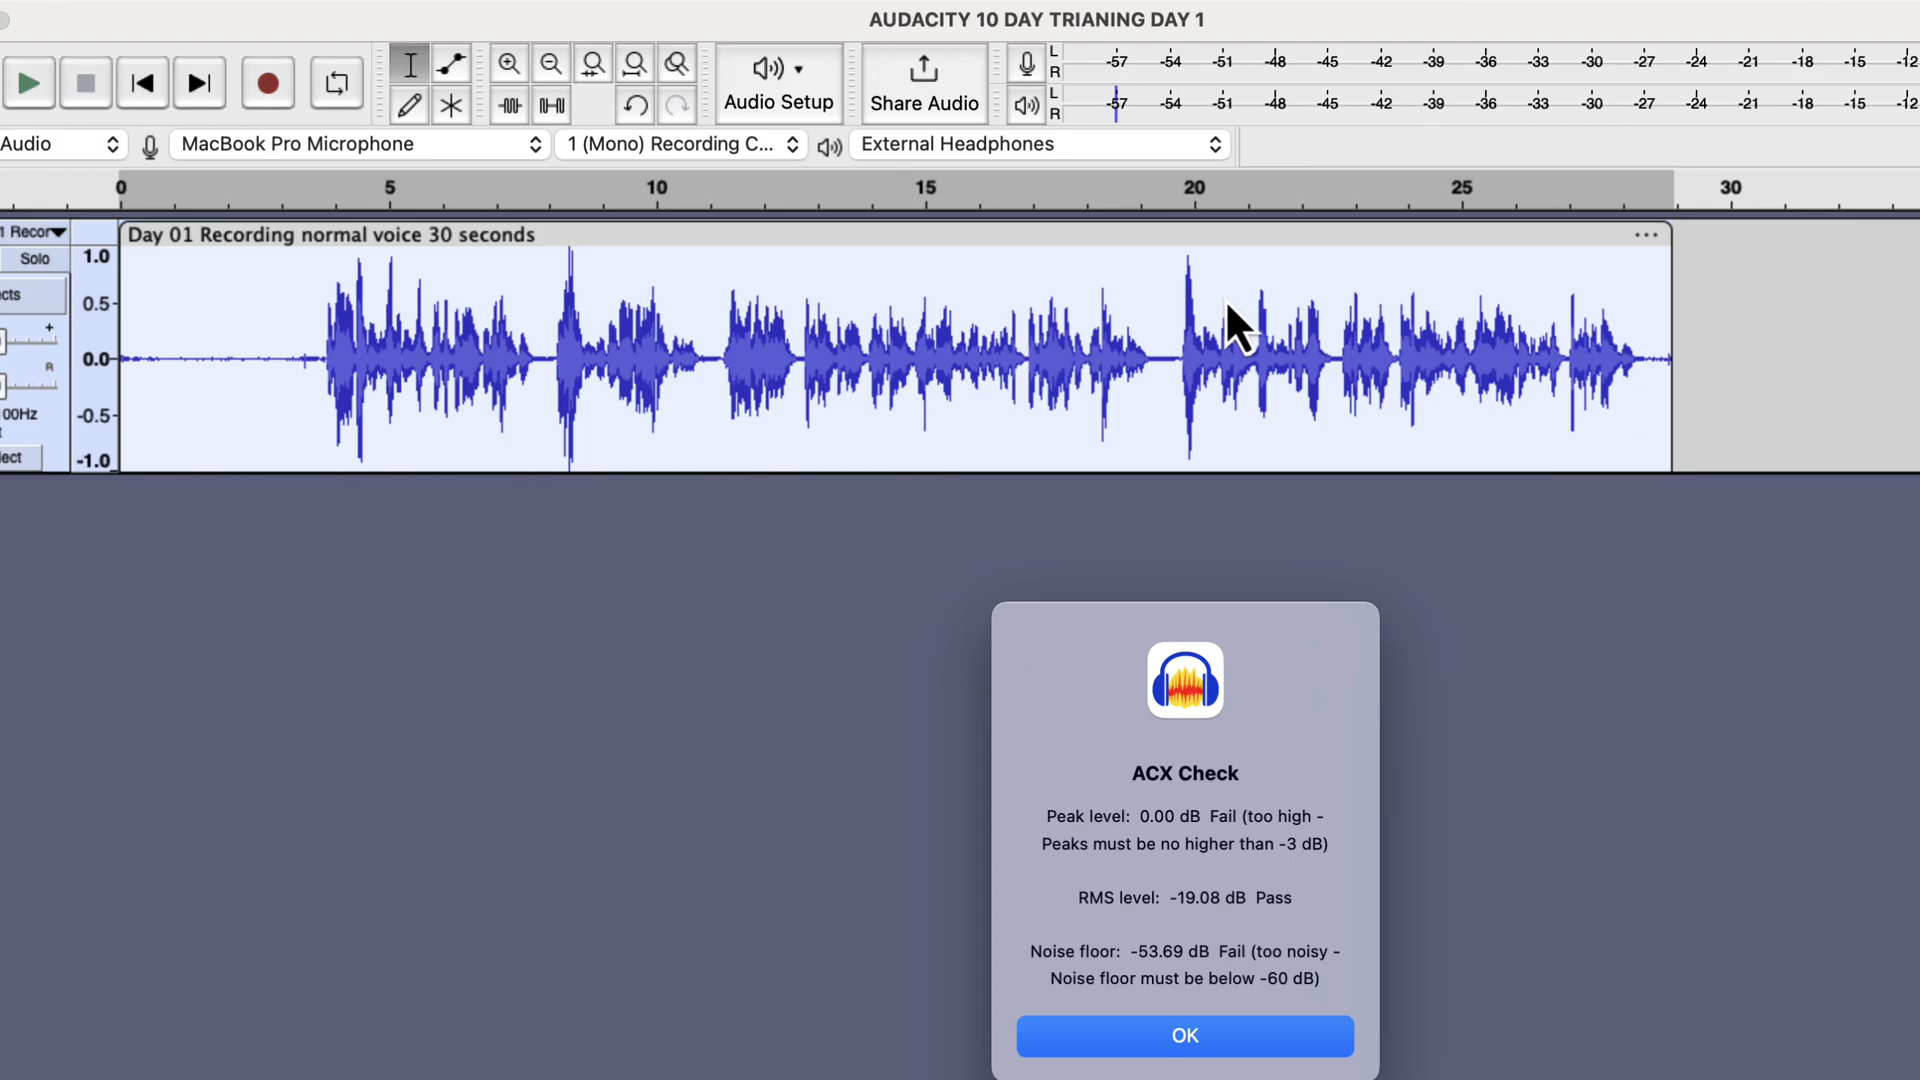 AUDACITY 10 DAY TRIANING DAY 1
Audio Setup
Share Audio
L
R
-57 -54 -51 -48 -45 -42 -39 -36 -33 -30 -27 -24 -21 -18 -15 -12
L
R
-57 -54 -51 -48 -45 -42 -39 -36 -33 -30 -27 -24 -21 -18 -15 -12
Audio
MacBook Pro Microphone
1 (Mono) Recording C...
External Headphones
0 5 10 15 20 25 30
1 Recor
Day 01 Recording normal voice 30 seconds
...
Solo
cts
+
R
00Hz
t
lect
1.0
0.5
0.0
-0.5
-1.0
ACX Check
Peak level: 0.00 dB Fail (too high -
Peaks must be no higher than -3 dB)
RMS level: -19.08 dB Pass
Noise floor: -53.69 dB Fail (too noisy -
Noise floor must be below -60 dB)
OK